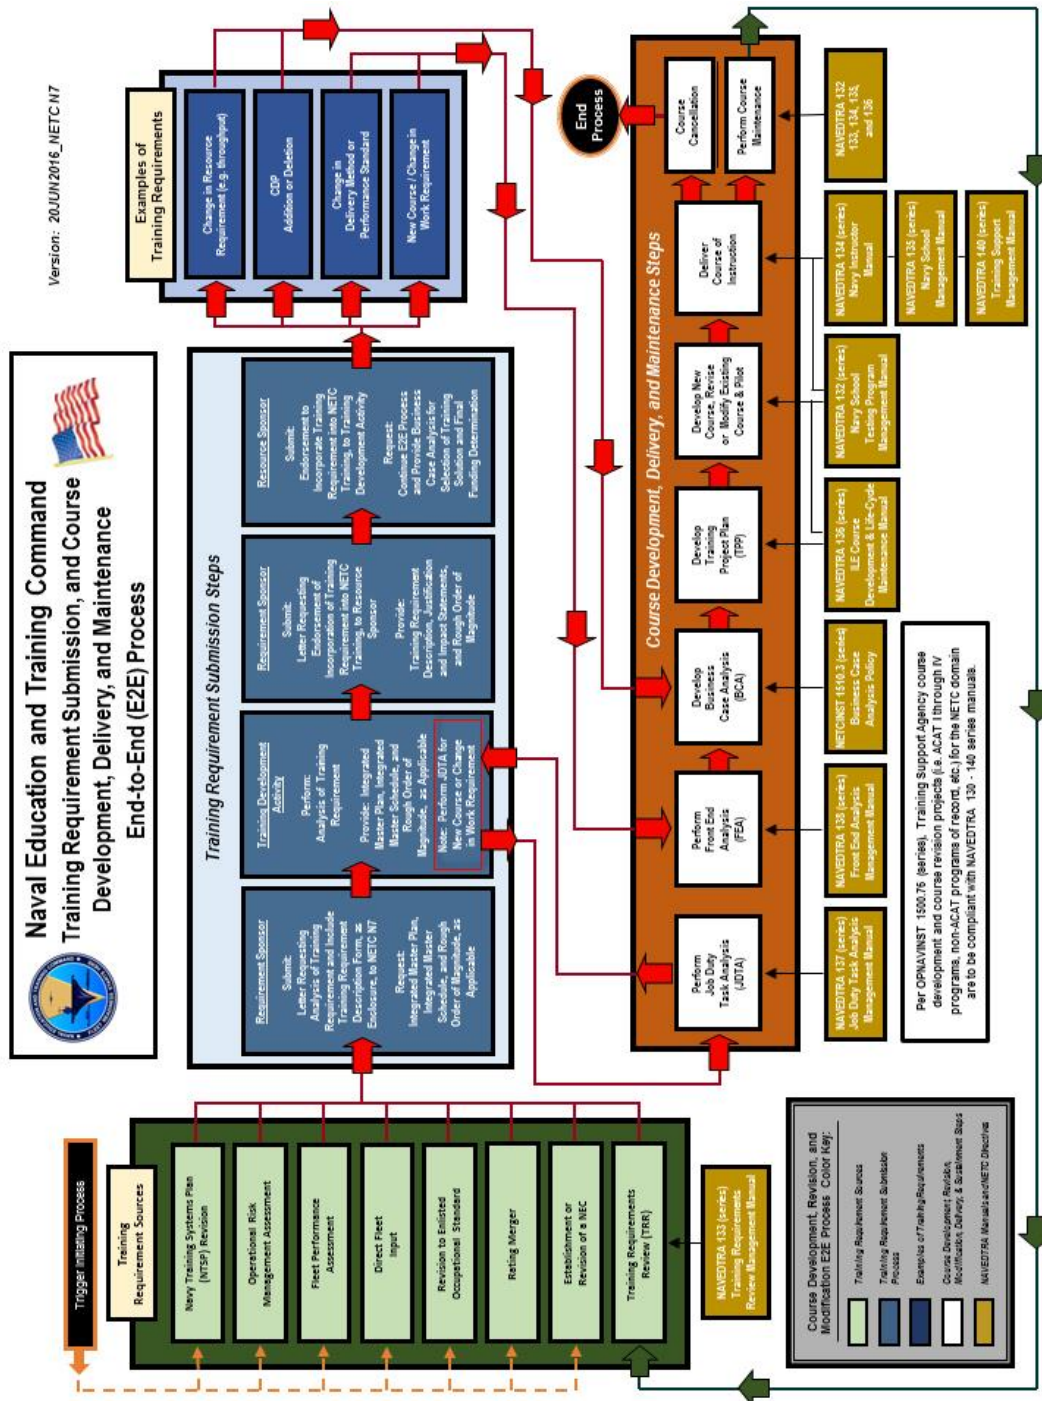 Version: 20JUN2016_NETC N7
Naval Education and Training Command
Training Requirement Submission, and Course
Development, Delivery, and Maintenance
End-to-End (E2E) Process
Trigger Initiating Process
Training
Requirement Sources
Navy Training Systems Plan
(NTSP) Revision
Operational Risk
Management Assessment
Fleet Performance
Assessment
Direct Fleet
Input
Revision to Enlisted
Occupational Standard
Rating Merger
Establishment or
Revision of a NEC
Training Requirements
Review (TRR)
NAVEDTRA 133 (series)
Training Requirements
Review Management Manual
Training Requirement Submission Steps
Requirement Sponsor
Submit:
Letter Requesting
Analysis of Training
Requirement and Include
Training Requirement
Description Form, as
Enclosure, to NETC N7
Request:
Integrated Master Plan,
Integrated Master
Schedule, and Rough
Order of Magnitude, as
Applicable
Training Development
Activity
Perform:
Analysis of Training
Requirement
Provide: Integrated
Master Plan, Integrated
Master Schedule, and
Rough Order of
Magnitude, as Applicable
Note: Perform JDTA for
New Course or Change
in Work Requirement
Requirement Sponsor
Submit:
Letter Requesting
Endorsement of
Incorporation of Training
Requirement into NETC
Training, to Resource
Sponsor
Provide:
Training Requirement
Description, Justification
and Impact Statements,
and Rough Order of
Magnitude
Resource Sponsor
Submit:
Endorsement to
Incorporate Training
Requirement into NETC
Training, to Training
Development Activity
Request:
Continue E2E Process
and Provide Business
Case Analysis for
Selection of Training
Solution and Final
Funding Determination
Examples of
Training Requirements
Change in Resource
Requirement (e.g. throughput)
CDP
Addition or Deletion
Change in
Delivery Method or
Performance Standard
New Course / Change in
Work Requirement
Course Development, Delivery, and Maintenance Steps
Perform
Job Duty
Task Analysis
(JDTA)
Perform
Front End
Analysis
(FEA)
Develop
Business
Case Analysis
(BCA)
Develop
Training
Project Plan
(TPP)
Develop New
Course, Revise
or Modify Existing
Course & Pilot
Deliver
Course of
Instruction
Course
Cancellation
Perform Course
Maintenance
End
Process
NAVEDTRA 137 (series)
Job Duty Task Analysis
Management Manual
NAVEDTRA 138 (series)
Front End Analysis
Management Manual
NETCINST 1510.3 (series)
Business Case
Analysis Policy
NAVEDTRA 136 (series)
ILE Course
Development & Life-Cycle
Maintenance Manual
NAVEDTRA 132 (series)
Navy School
Testing Program
Management Manual
NAVEDTRA 134 (series)
Navy Instructor
Manual
NAVEDTRA 135 (series)
Navy School
Management Manual
NAVEDTRA 140 (series)
Training Support
Management Manual
NAVEDTRA 132
133, 134, 135,
and 136
Per OPNAVINST 1500.76 (series), Training Support Agency course
development and course revision projects (i.e. ACAT I through IV
programs, non-ACAT programs of record, etc.) for the NETC domain
are to be compliant with NAVEDTRA 130 - 140 series manuals.
Course Development, Revision, and
Modification E2E Process Color Key:
Training Requirement Sources
Training Requirement Submission
Process
Examples of Training Requirements
Course Development, Revision,
Modification, Delivery, & Sustainment Steps
NAVEDTRA Manuals and NETC Directives